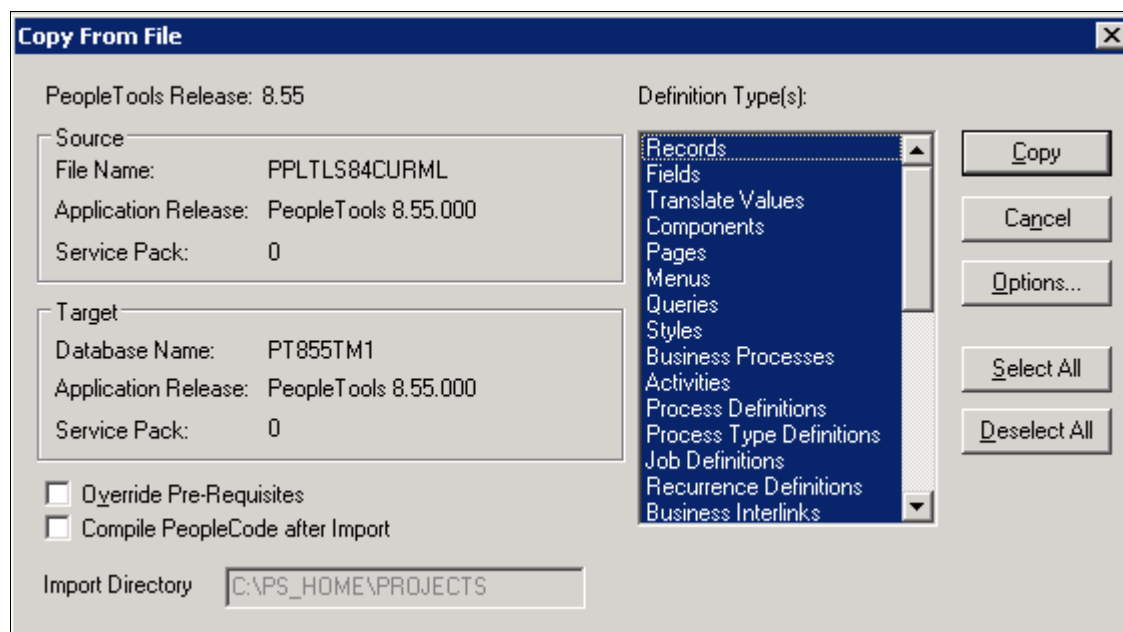 Copy From File
PeopleTools Release: 8.55
Source
File Name: PPLTLS84CURML
Application Release: PeopleTools 8.55.000
Service Pack: 0
Target
Database Name: PT855TM1
Application Release: PeopleTools 8.55.000
Service Pack: 0
Override Pre-Requisites
Compile PeopleCode after Import
Import Directory C:\PS_HOME\PROJECTS
Definition Type(s):
Records
Fields
Translate Values
Components
Pages
Menus
Queries
Styles
Business Processes
Activities
Process Definitions
Process Type Definitions
Job Definitions
Recurrence Definitions
Business Interlinks
Copy
Cancel
Options...
Select All
Deselect All